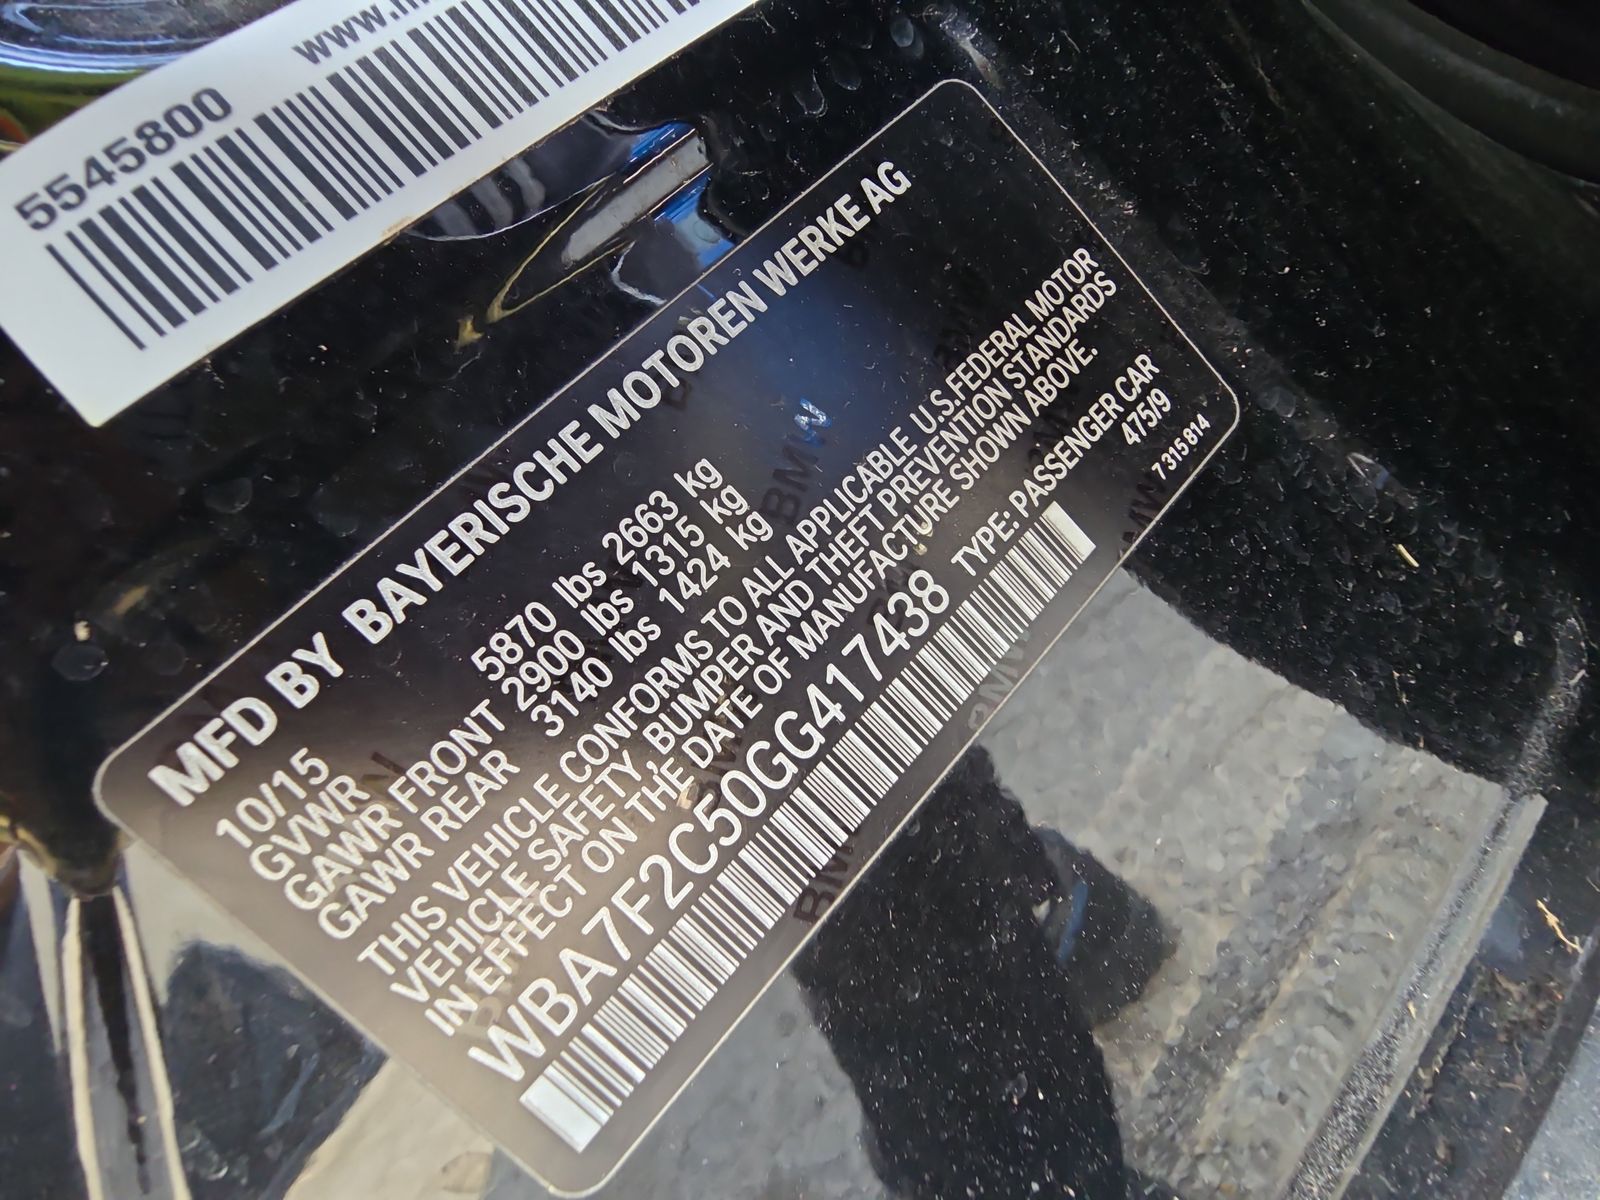 www.m
5545800
MFD BY BAYERISCHE MOTOREN WERKE AG
10/15
GVWR 5870 lbs 2663 kg
GAWR FRONT 2900 lbs 1315 kg
GAWR REAR 3140 lbs 1424 kg
THIS VEHICLE CONFORMS TO ALL APPLICABLE U.S.FEDERAL MOTOR
VEHICLE SAFETY, BUMPER AND THEFT PREVENTION STANDARDS
IN EFFECT ON THE DATE OF MANUFACTURE SHOWN ABOVE.
WBA7F2C50GG417438 TYPE: PASSENGER CAR
475/9
7 315 814